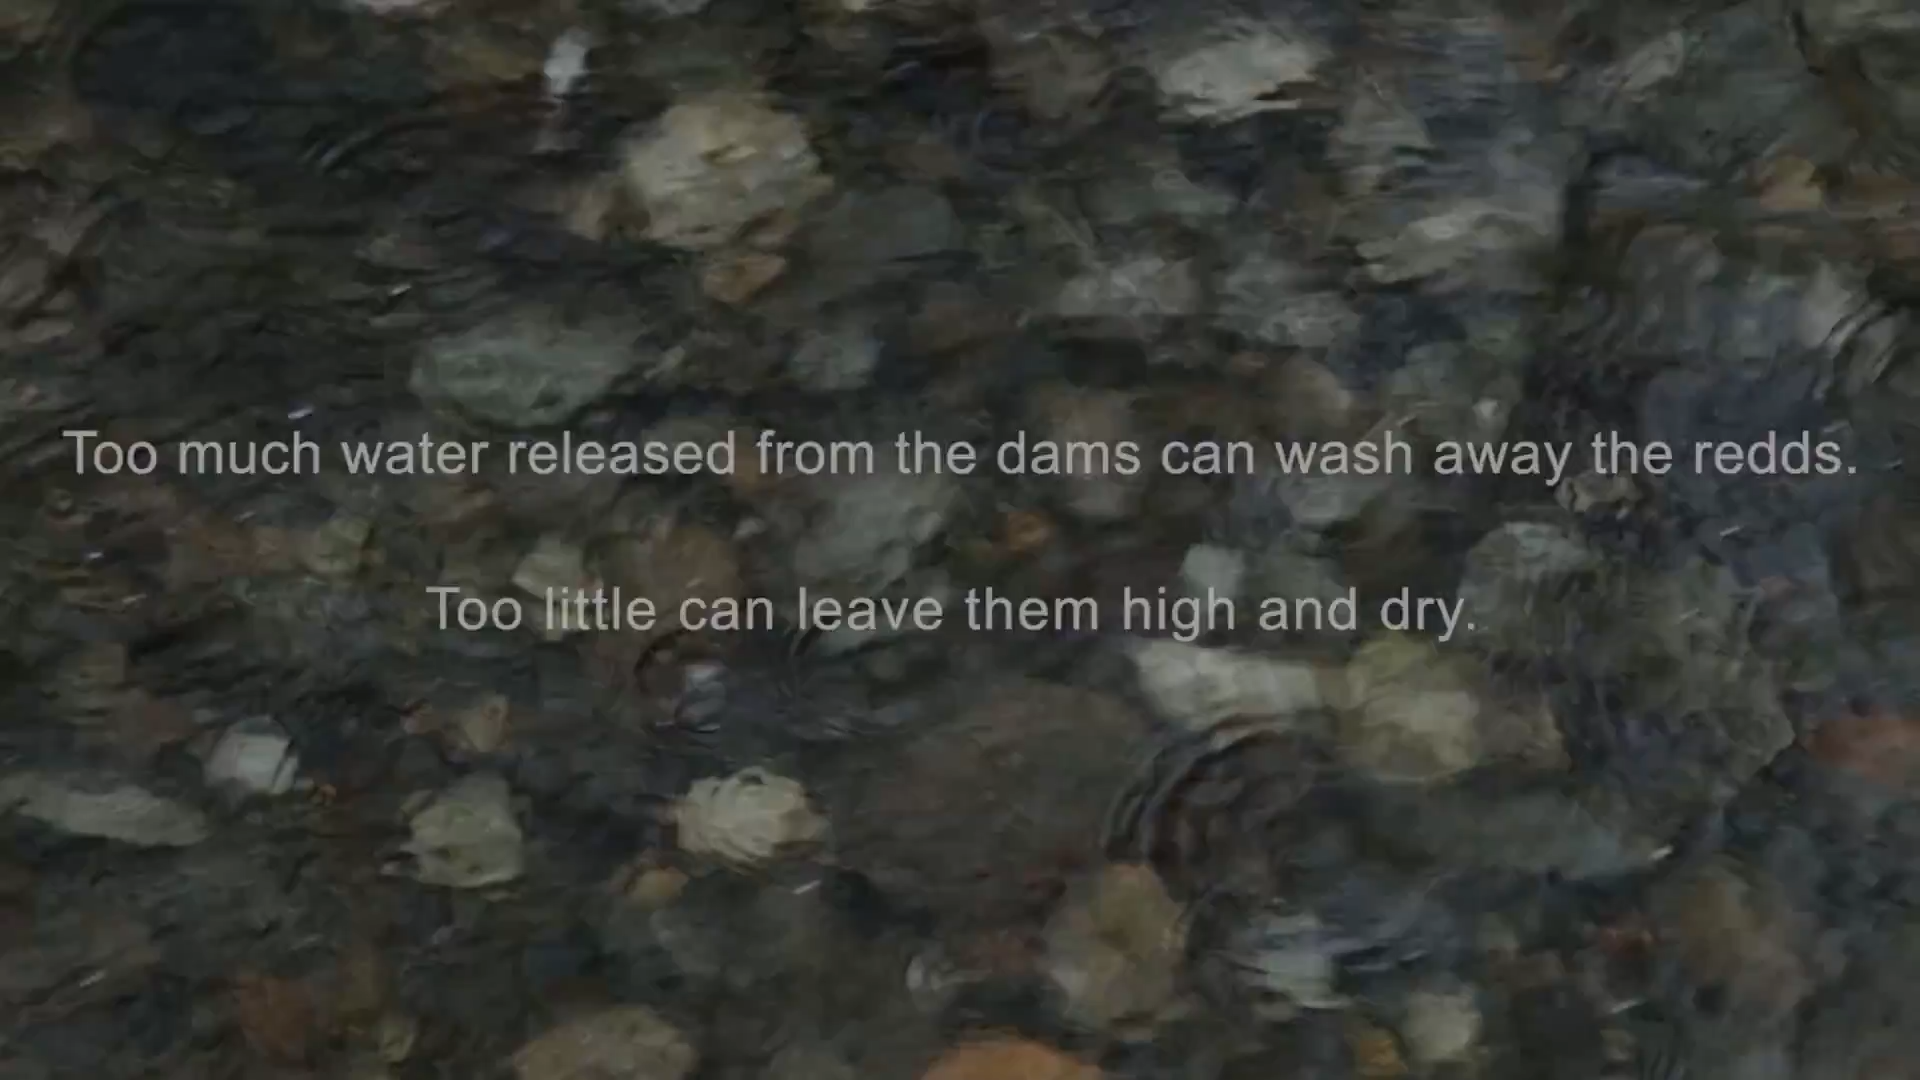 Too much water released from the dams can wash away the redds.
Too little can leave them high and dry.